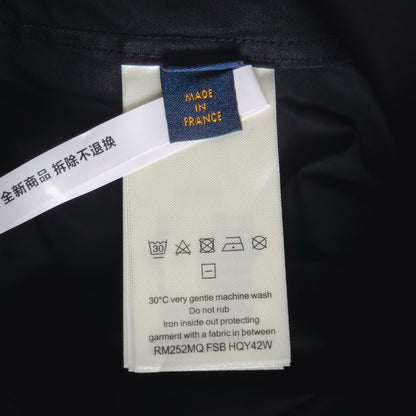 MADE
IN
FRANCE
全新商品 拆除不退换
30
30°C very gentle machine wash
Do not rub
Iron inside out protecting
garment with a fabric in between
RM252MQ FSB HQY42W